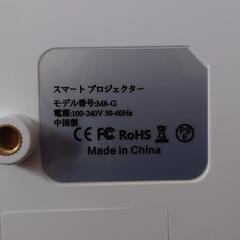 スマート プロジェクター
モデル番号:M8-G
電源:100-240V 50-60Hz
中国製
CE FC RoHS PSE
Made in China